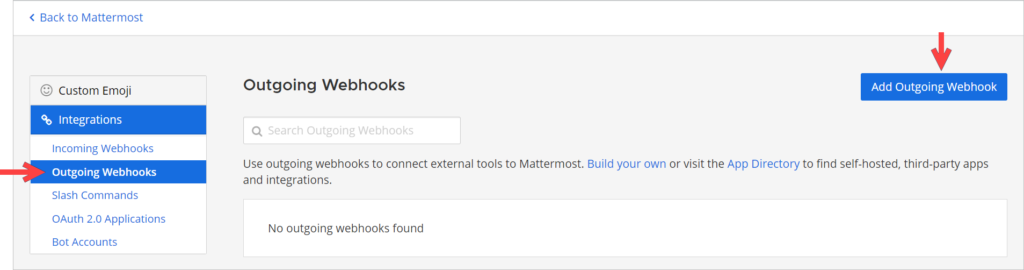 Back to Mattermost
Custom Emoji
Integrations
Incoming Webhooks
Outgoing Webhooks
Slash Commands
OAuth 2.0 Applications
Bot Accounts
Outgoing Webhooks
Add Outgoing Webhook
Search Outgoing Webhooks
Use outgoing webhooks to connect external tools to Mattermost. Build your own or visit the App Directory to find self-hosted, third-party apps
and integrations.
No outgoing webhooks found